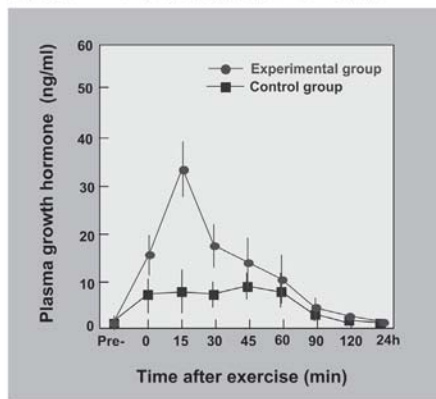 60
50
40
30
20
10
0
Plasma growth hormone (ng/ml)
Experimental group
Control group
Pre- 0 15 30 45 60 90 120 24h
Time after exercise (min)